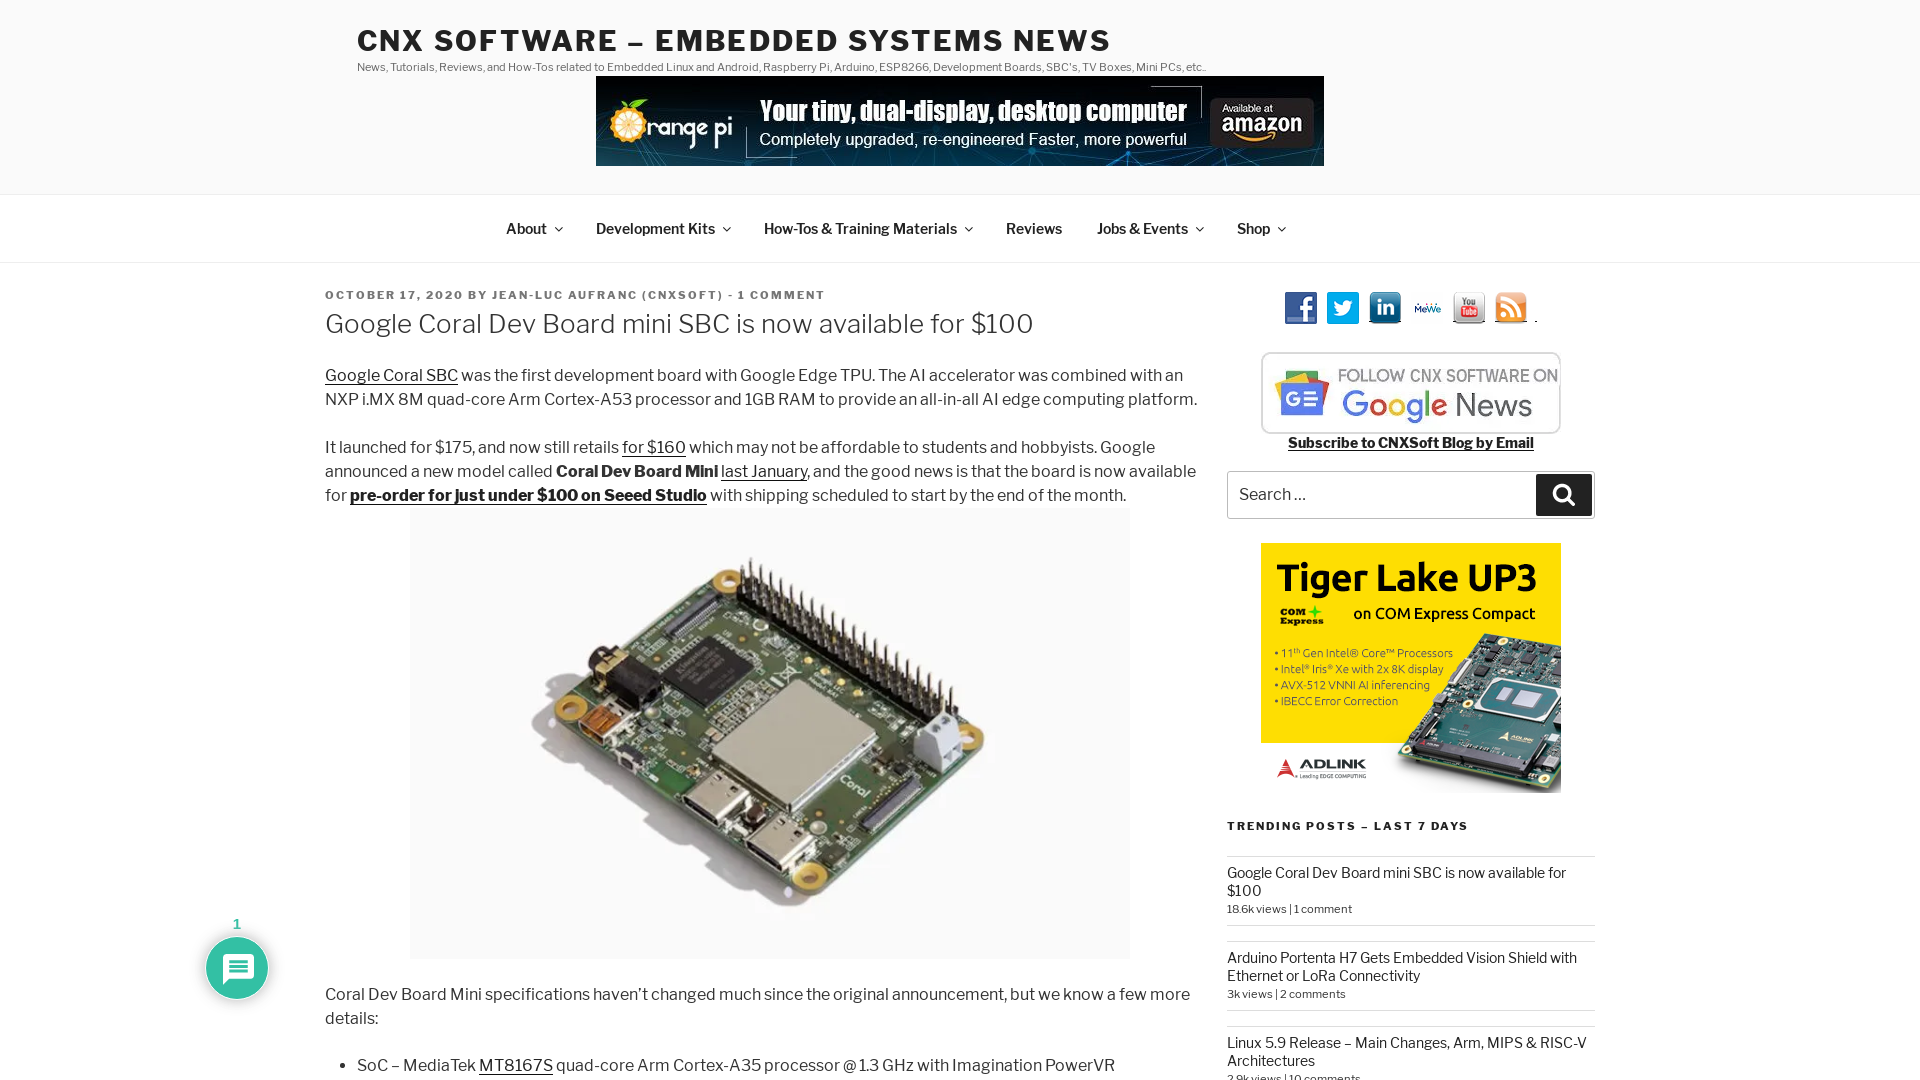 CNX SOFTWARE – EMBEDDED SYSTEMS NEWS
News, Tutorials, Reviews, and How-Tos related to Embedded Linux and Android, Raspberry Pi, Arduino, ESP8266, Development Boards, SBC's, TV Boxes, Mini PCs, etc..
range pi
Your tiny, dual-display, desktop computer
Completely upgraded, re-engineered Faster, more powerful
Available at
amazon
About
Development Kits
How-Tos & Training Materials
Reviews
Jobs & Events
Shop
OCTOBER 17, 2020 BY JEAN-LUC AUFRANC (CNXSOFT) - 1 COMMENT
Google Coral Dev Board mini SBC is now available for $100
Google Coral SBC was the first development board with Google Edge TPU. The AI accelerator was combined with an
NXP i.MX 8M quad-core Arm Cortex-A53 processor and 1GB RAM to provide an all-in-all AI edge computing platform.
It launched for $175, and now still retails for $160 which may not be affordable to students and hobbyists. Google
announced a new model called Coral Dev Board Mini last January, and the good news is that the board is now available
for pre-order for just under $100 on Seeed Studio with shipping scheduled to start by the end of the month.
Coral
Coral Dev Board Mini specifications haven’t changed much since the original announcement, but we know a few more
details:
• SoC – MediaTek MT8167S quad-core Arm Cortex-A35 processor @ 1.3 GHz with Imagination PowerVR
1
in
MeWe
You
Tube
FOLLOW CNX SOFTWARE ON
GE
Google News
Subscribe to CNXSoft Blog by Email
Search …
Tiger Lake UP3
COM
Express
on COM Express Compact
• 11th Gen Intel® Core™ Processors
• Intel® Iris® Xe with 2x 8K display
• AVX-512 VNNI AI inferencing
• IBECC Error Correction
ADLINK
Leading EDGE COMPUTING
ADLINK
TRENDING POSTS – LAST 7 DAYS
Google Coral Dev Board mini SBC is now available for
$100
18.6k views | 1 comment
Arduino Portenta H7 Gets Embedded Vision Shield with
Ethernet or LoRa Connectivity
3k views | 2 comments
Linux 5.9 Release – Main Changes, Arm, MIPS & RISC-V
Architectures
2.9k views | 10 comments